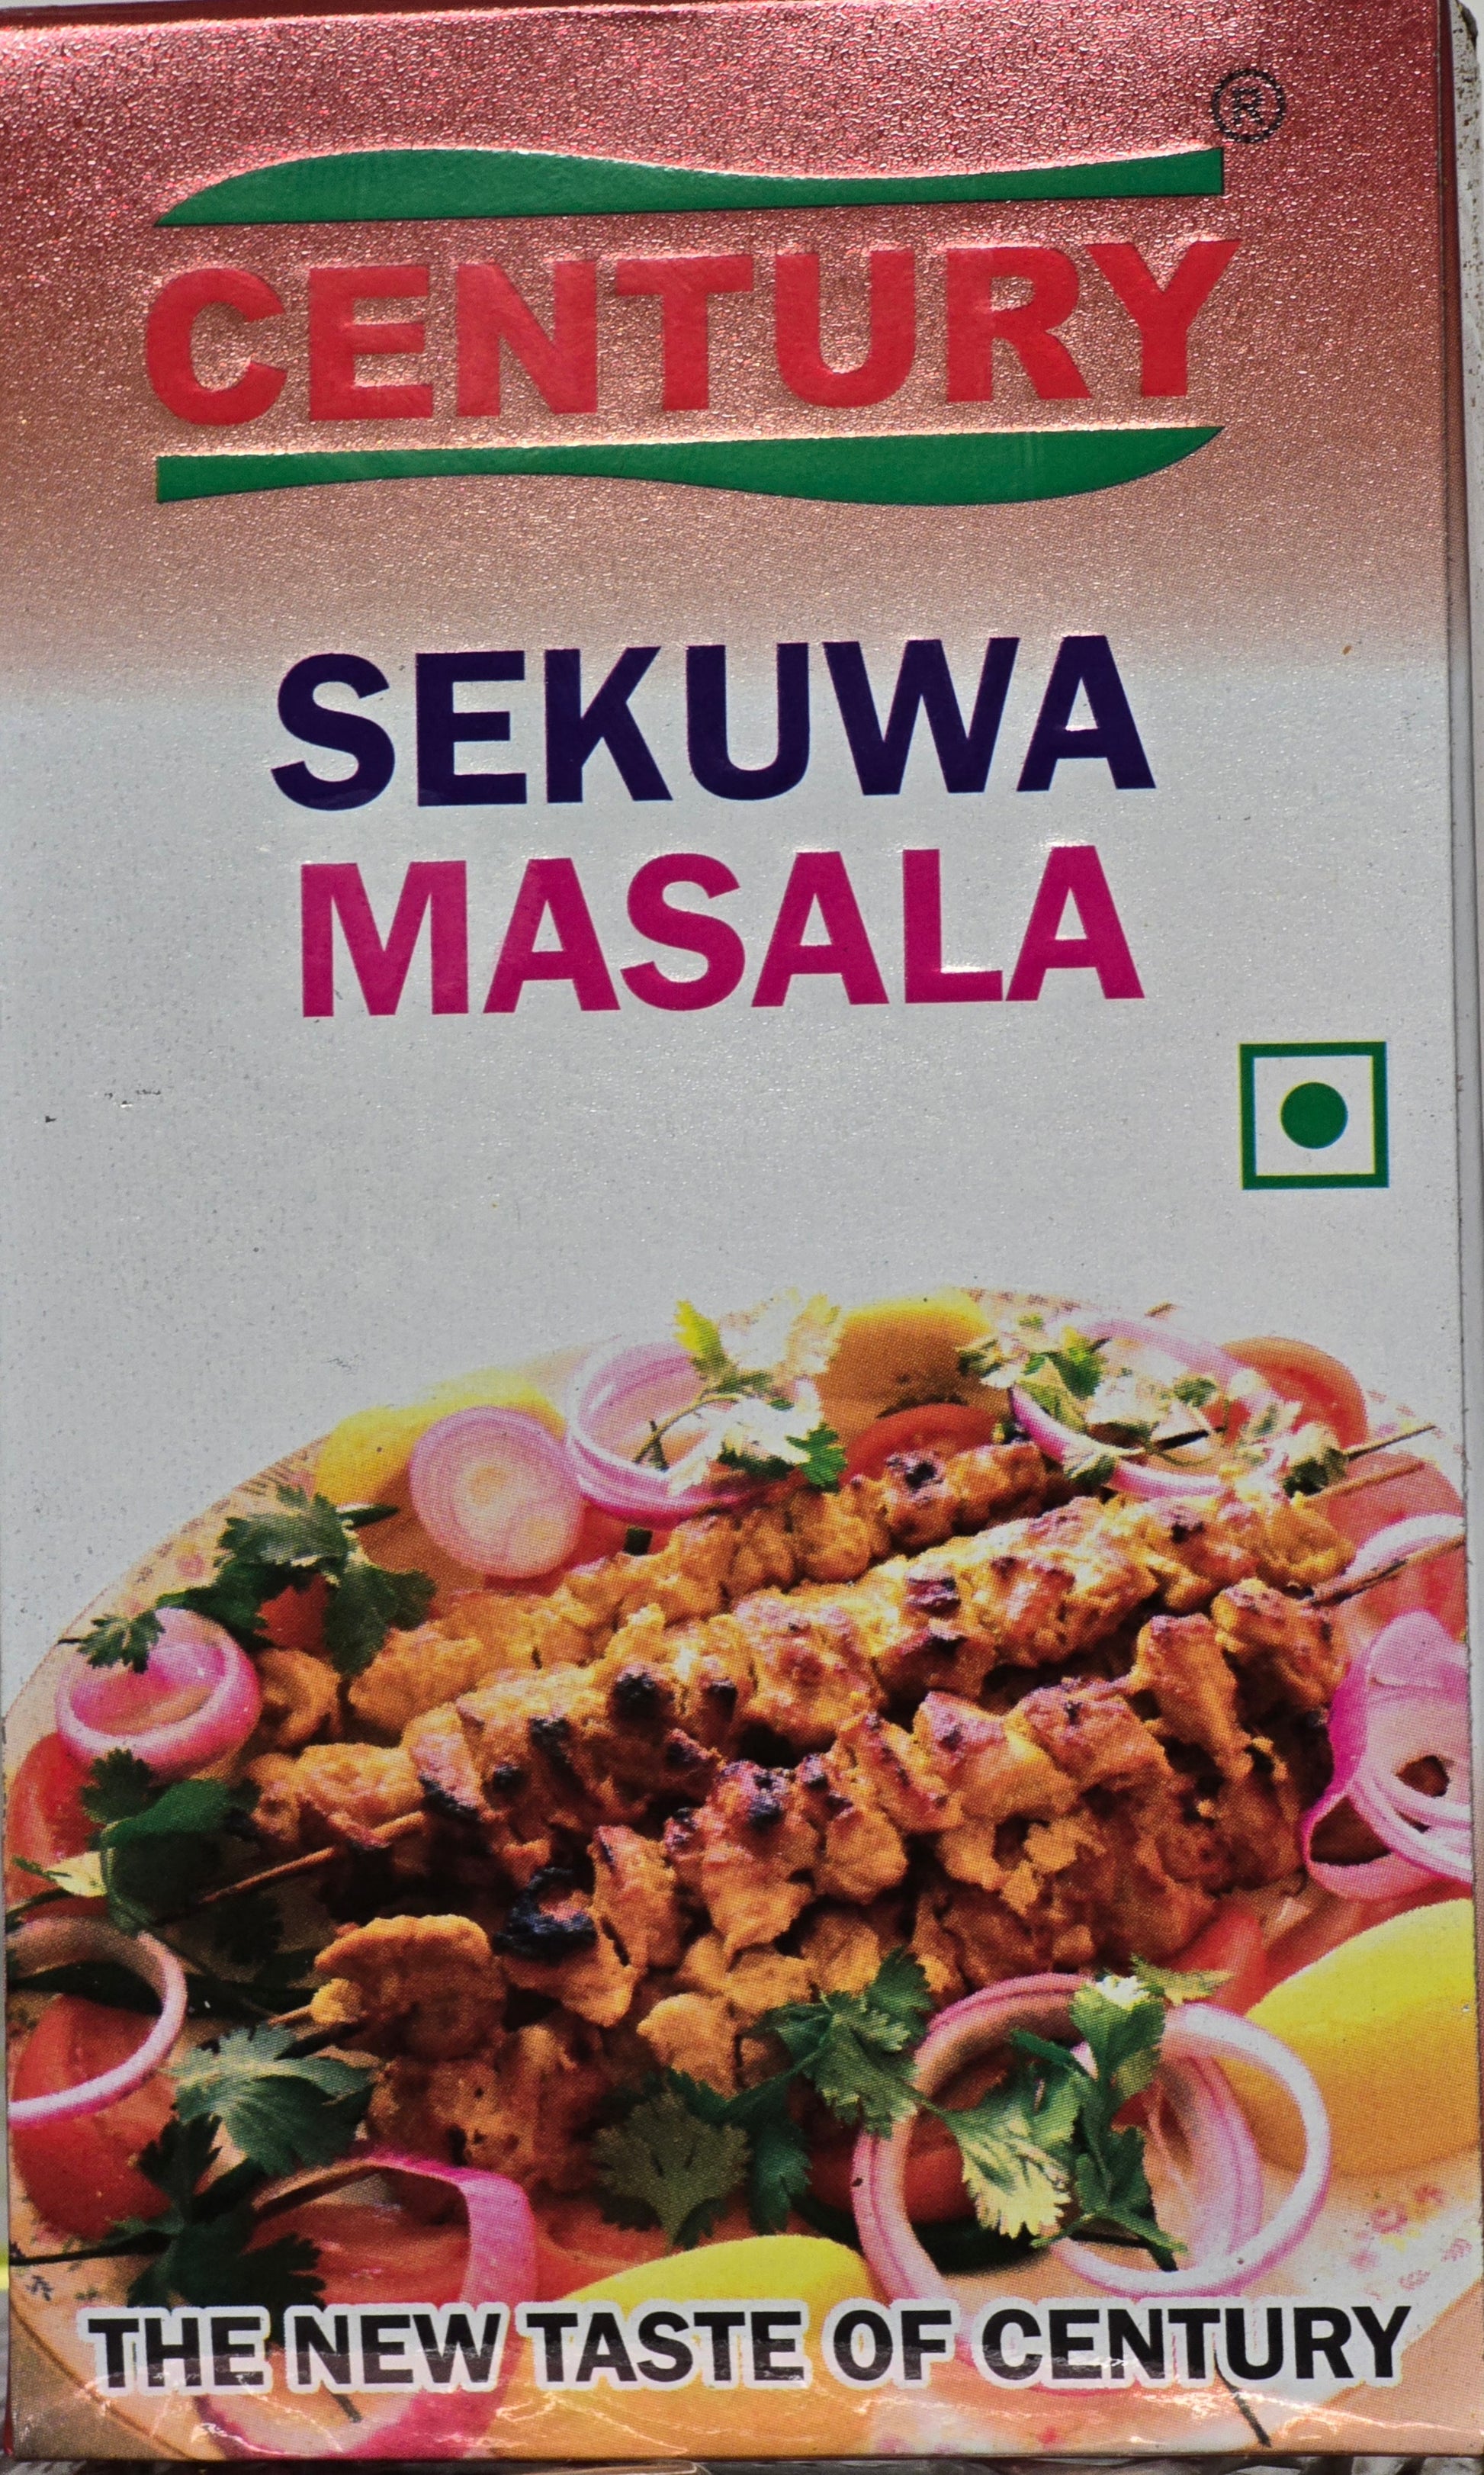 ®
CENTURY
SEKUWA
MASALA
THE NEW TASTE OF CENTURY